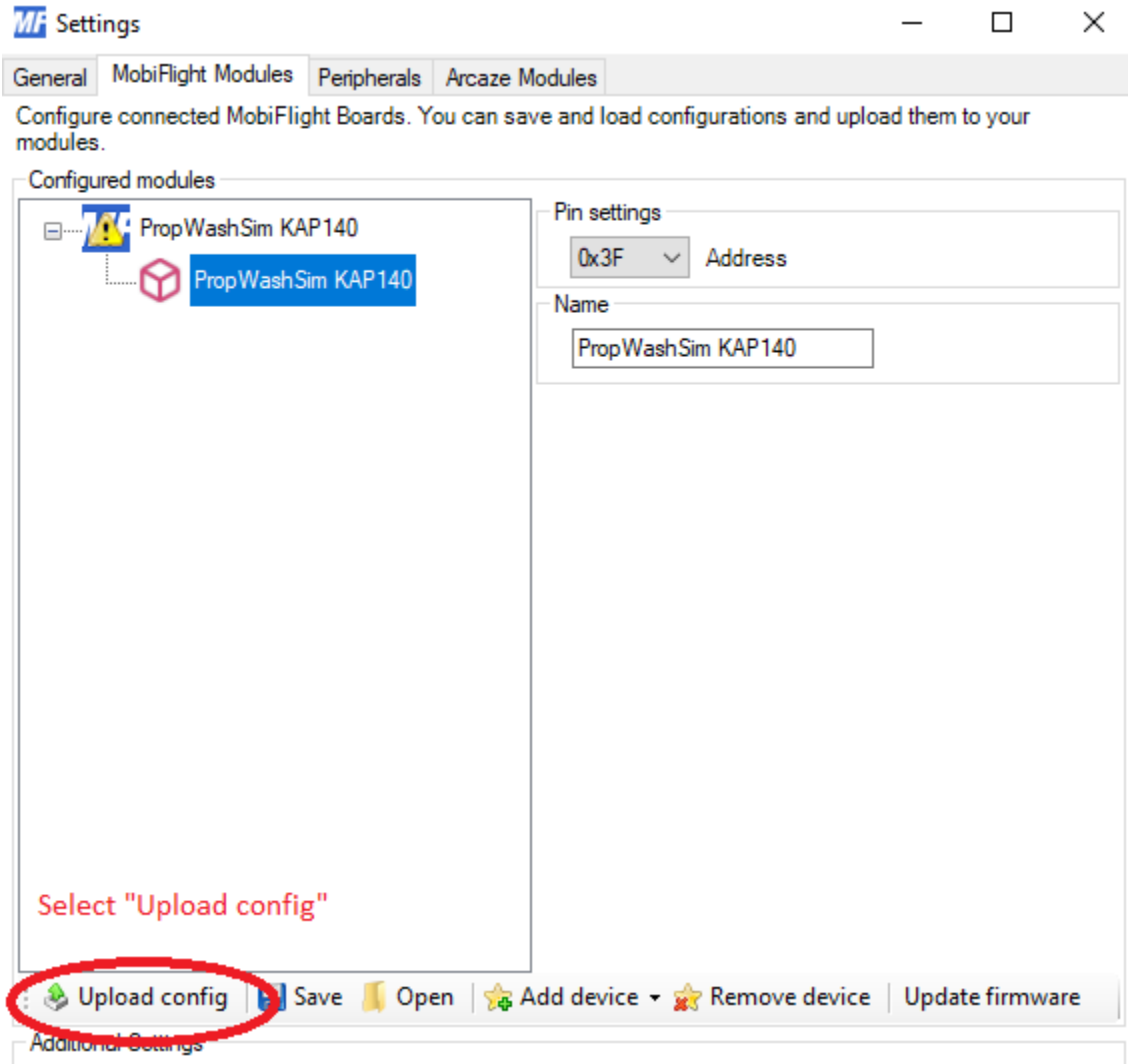 MF Settings
General MobiFlight Modules Peripherals Arcaze Modules
Configure connected MobiFlight Boards. You can save and load configurations and upload them to your
modules.
Configured modules
PropWashSim KAP140
PropWashSim KAP140
Pin settings
0x3F Address
Name
PropWashSim KAP140
Select "Upload config"
Upload config Save Open Add device Remove device Update firmware
Additional Settings